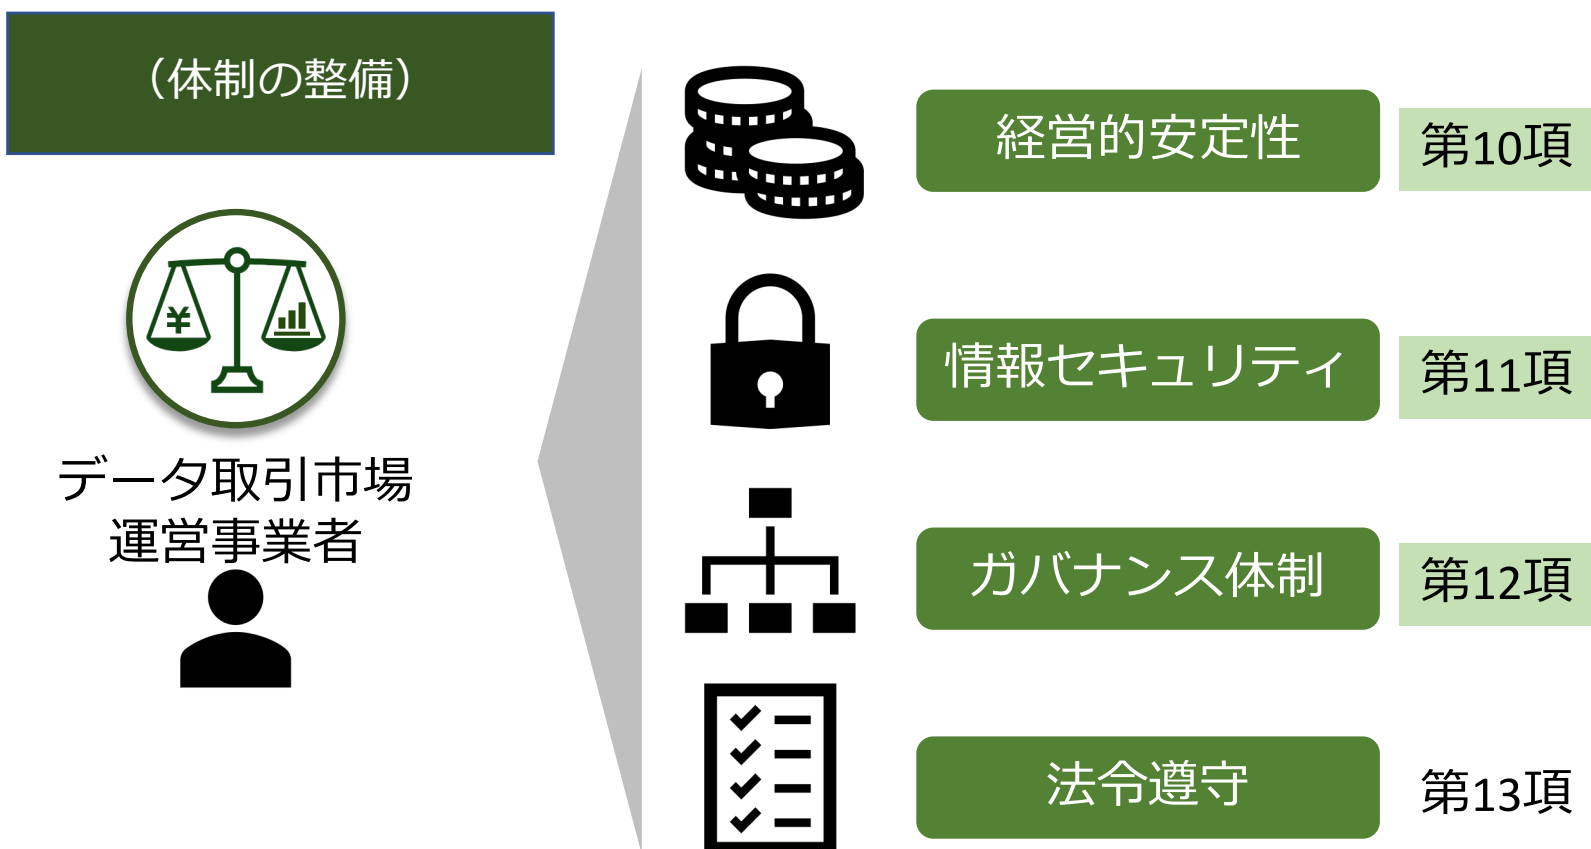 （体制の整備）
¥
データ取引市場
運営事業者
経営的安定性
第10項
情報セキュリティ
第11項
ガバナンス体制
第12項
法令遵守
第13項